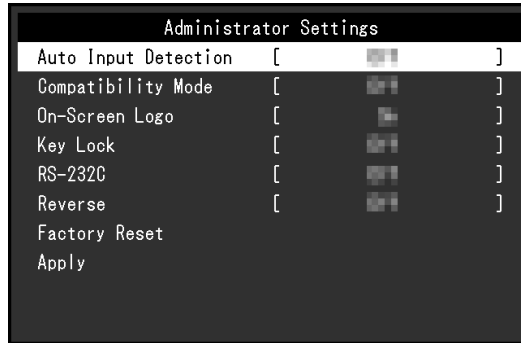 Administrator Settings
Auto Input Detection [ ]
Compatibility Mode [ ]
On-Screen Logo [ ]
Key Lock [ ]
RS-232C [ ]
Reverse [ ]
Factory Reset
Apply